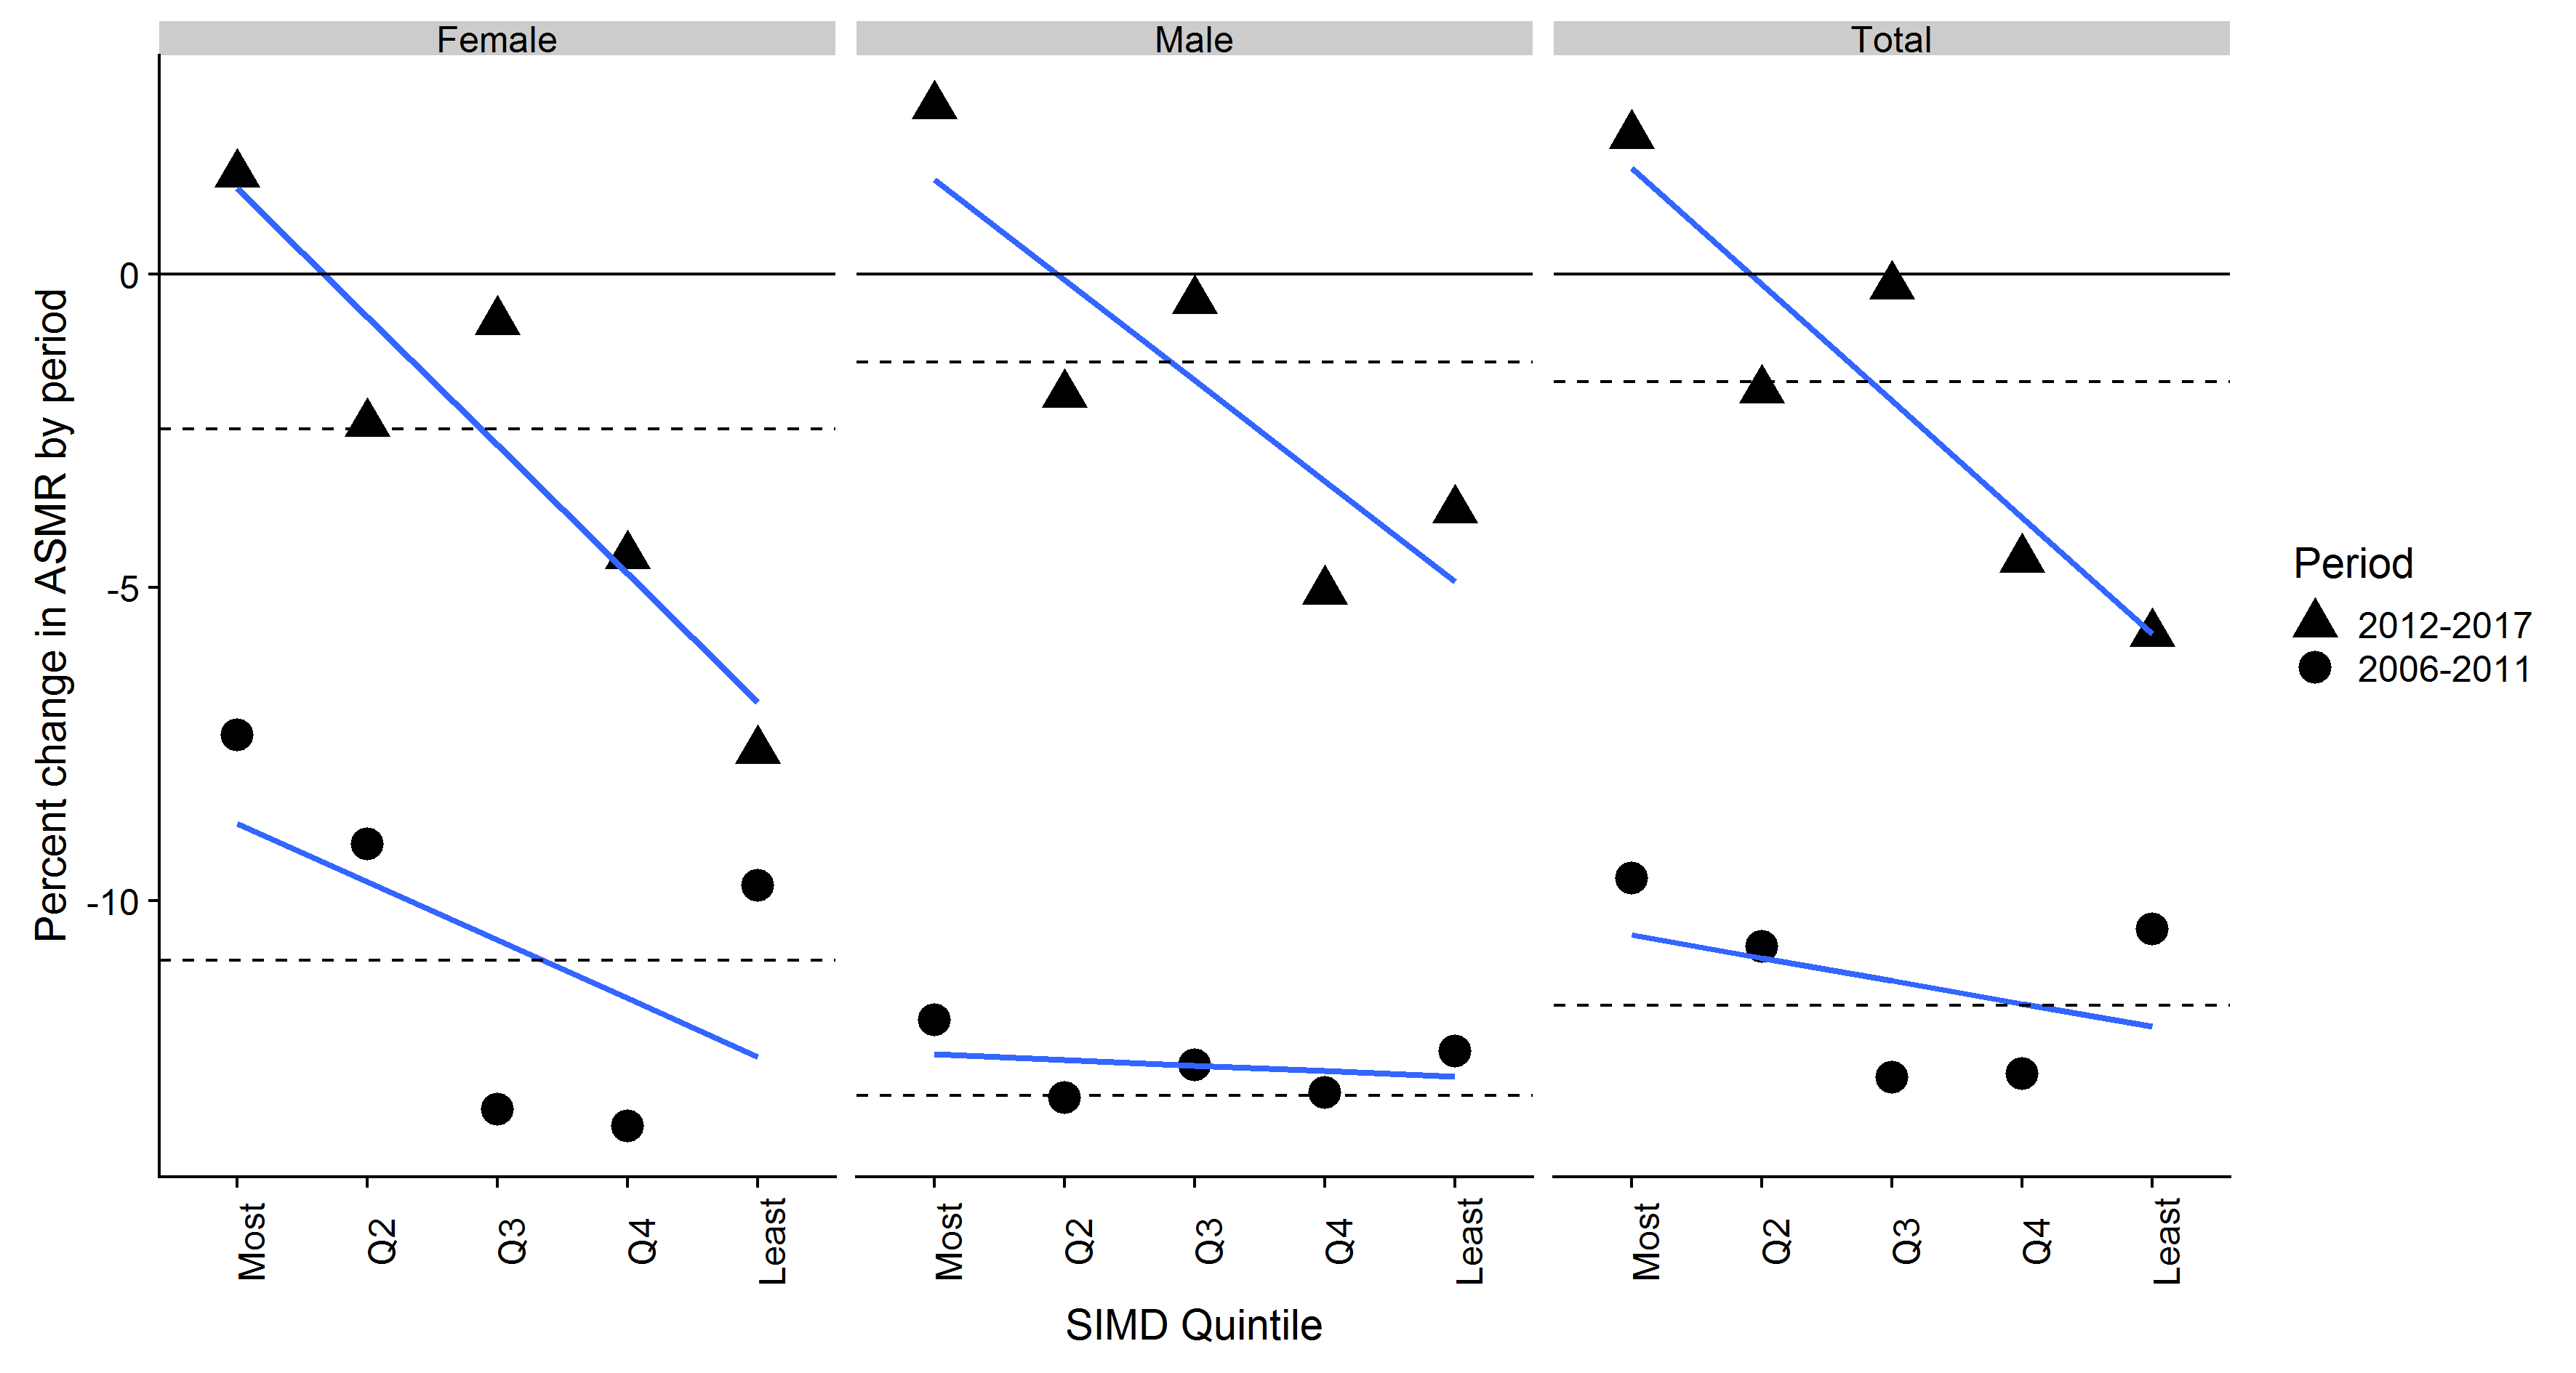 Female
Male
Total
Percent change in ASMR by period
0
-5
-10
Most
Q2
Q3
Q4
Least
Most
Q2
Q3
Q4
Least
Most
Q2
Q3
Q4
Least
SIMD Quintile
Period
2012-2017
2006-2011